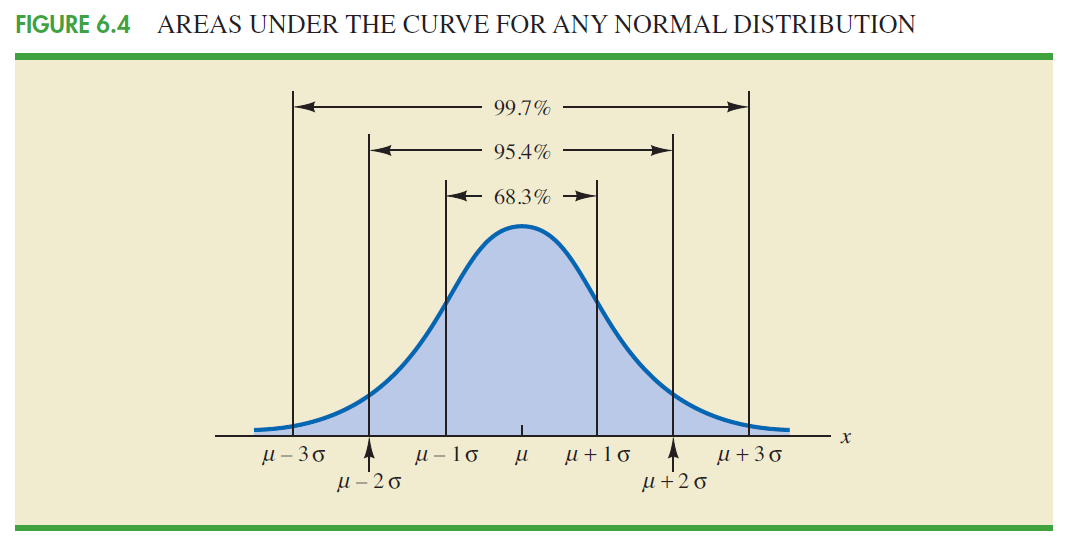 FIGURE 6.4 AREAS UNDER THE CURVE FOR ANY NORMAL DISTRIBUTION
99.7%
95.4%
68.3%
x
μ – 3σ μ – 1σ μ μ + 1σ μ + 3σ
μ – 2σ μ + 2σ